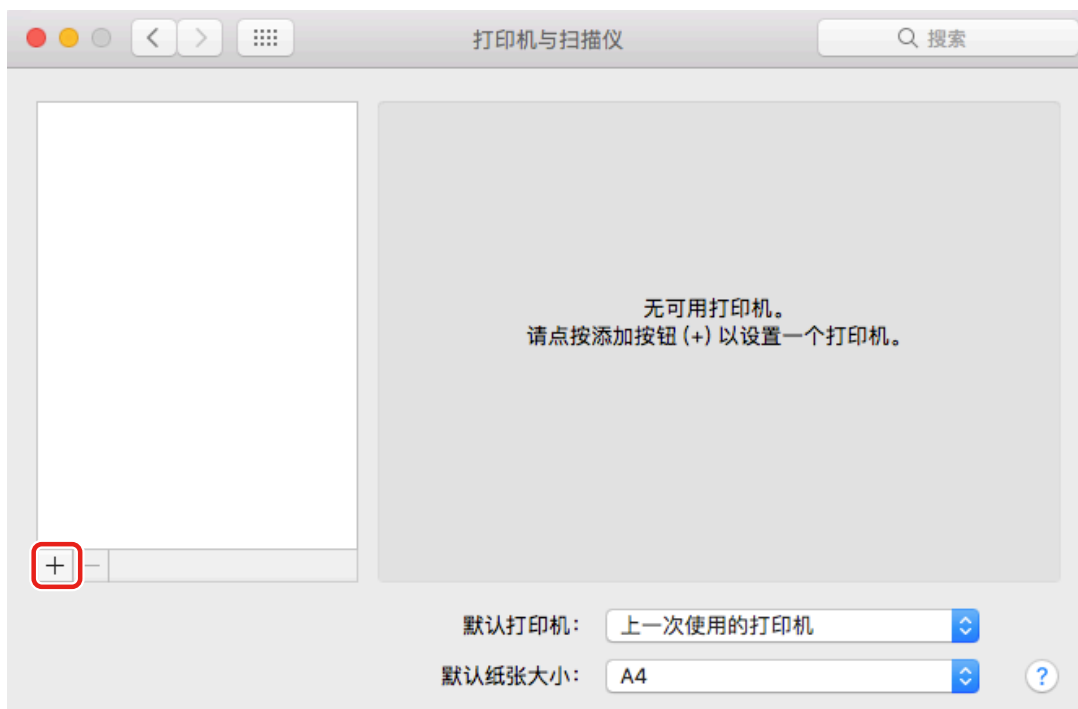 打印机与扫描仪
搜索
无可用打印机。
请点按添加按钮 (+) 以设置一个打印机。
+
−
默认打印机: 上一次使用的打印机
默认纸张大小: A4
?